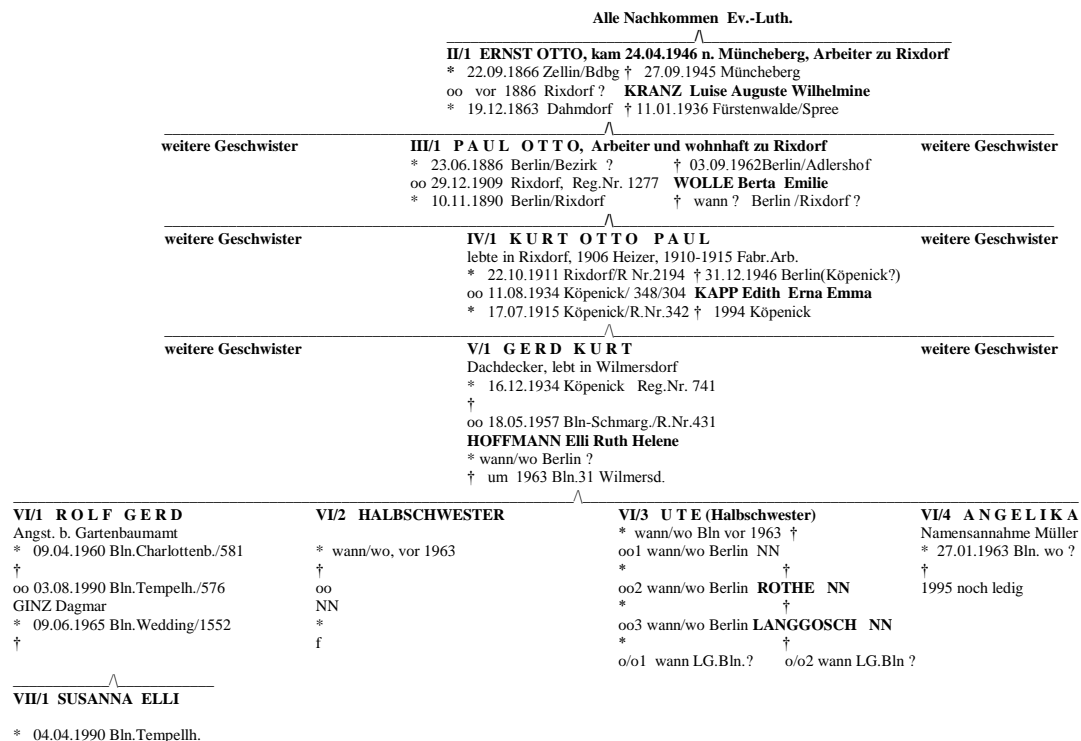 Alle Nachkommen Ev.-Luth.
II/1 ERNST OTTO, kam 24.04.1946 n. Müncheberg, Arbeiter zu Rixdorf
* 22.09.1866 Zellin/Bdbg † 27.09.1945 Müncheberg
oo vor 1886 Rixdorf ? KRANZ Luise Auguste Wilhelmine
* 19.12.1863 Dahmdorf † 11.01.1936 Fürstenwalde/Spree
weitere Geschwister III/1 P A U L O T T O, Arbeiter und wohnhaft zu Rixdorf weitere Geschwister
* 23.06.1886 Berlin/Bezirk ? † 03.09.1962Berlin/Adlershof
oo 29.12.1909 Rixdorf, Reg.Nr. 1277 WOLLE Berta Emilie
* 10.11.1890 Berlin/Rixdorf † wann ? Berlin /Rixdorf ?
weitere Geschwister IV/1 K U R T O T T O P A U L weitere Geschwister
lebte in Rixdorf, 1906 Heizer, 1910-1915 Fabr.Arb.
* 22.10.1911 Rixdorf/R Nr.2194 † 31.12.1946 Berlin(Köpenick?)
oo 11.08.1934 Köpenick/ 348/304 KAPP Edith Erna Emma
* 17.07.1915 Köpenick/R.Nr.342 † 1994 Köpenick
weitere Geschwister V/1 G E R D K U R T weitere Geschwister
Dachdecker, lebt in Wilmersdorf
* 16.12.1934 Köpenick Reg.Nr. 741
†
oo 18.05.1957 Bln-Schmarg./R.Nr.431
HOFFMANN Elli Ruth Helene
* wann/wo Berlin ?
† um 1963 Bln.31 Wilmersd.
VI/1 R O L F G E R D
Angst. b. Gartenbaumamt
* 09.04.1960 Bln.Charlottenb./581
†
oo 03.08.1990 Bln.Tempelh./576
GINZ Dagmar
* 09.06.1965 Bln.Wedding/1552
†
VI/2 HALBSCHWESTER
* wann/wo, vor 1963
†
oo
NN
*
f
VI/3 U T E (Halbschwester)
* wann/wo Bln vor 1963 †
oo1 wann/wo Berlin NN
* †
oo2 wann/wo Berlin ROTHE NN
* †
oo3 wann/wo Berlin LANGGOSCH NN
* †
o/o1 wann LG.Bln.? o/o2 wann LG.Bln ?
VI/4 A N G E L I K A
Namensannahme Müller
* 27.01.1963 Bln. wo ?
†
1995 noch ledig
VII/1 SUSANNA ELLI
* 04.04.1990 Bln.Tempellh.